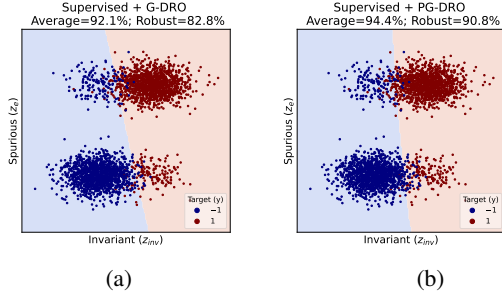 Supervised + G-DRO
Average=92.1%; Robust=82.8%
Spurious (z_e)
Target (y)
−1
1
Invariant (z_inv)
(a)
Supervised + PG-DRO
Average=94.4%; Robust=90.8%
Spurious (z_e)
Target (y)
−1
1
Invariant (z_inv)
(b)